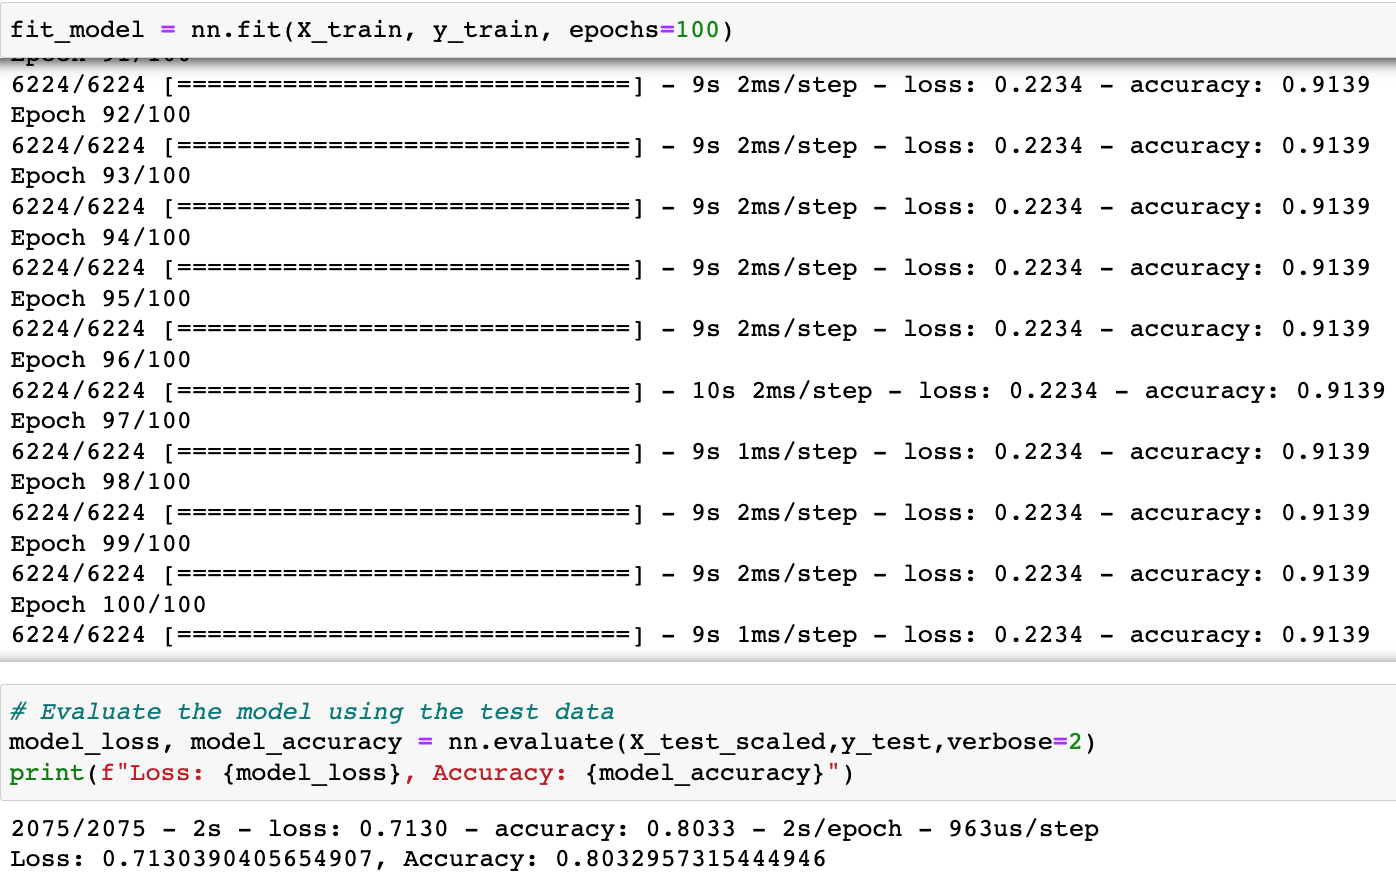 fit_model = nn.fit(X_train, y_train, epochs=100)
Epoch 91/100
6224/6224 [==============================] - 9s 2ms/step - loss: 0.2234 - accuracy: 0.9139
Epoch 92/100
6224/6224 [==============================] - 9s 2ms/step - loss: 0.2234 - accuracy: 0.9139
Epoch 93/100
6224/6224 [==============================] - 9s 2ms/step - loss: 0.2234 - accuracy: 0.9139
Epoch 94/100
6224/6224 [==============================] - 9s 2ms/step - loss: 0.2234 - accuracy: 0.9139
Epoch 95/100
6224/6224 [==============================] - 9s 2ms/step - loss: 0.2234 - accuracy: 0.9139
Epoch 96/100
6224/6224 [==============================] - 10s 2ms/step - loss: 0.2234 - accuracy: 0.9139
Epoch 97/100
6224/6224 [==============================] - 9s 1ms/step - loss: 0.2234 - accuracy: 0.9139
Epoch 98/100
6224/6224 [==============================] - 9s 2ms/step - loss: 0.2234 - accuracy: 0.9139
Epoch 99/100
6224/6224 [==============================] - 9s 2ms/step - loss: 0.2234 - accuracy: 0.9139
Epoch 100/100
6224/6224 [==============================] - 9s 1ms/step - loss: 0.2234 - accuracy: 0.9139
# Evaluate the model using the test data
model_loss, model_accuracy = nn.evaluate(X_test_scaled,y_test,verbose=2)
print(f"Loss: {model_loss}, Accuracy: {model_accuracy}")
2075/2075 - 2s - loss: 0.7130 - accuracy: 0.8033 - 2s/epoch - 963us/step
Loss: 0.7130390405654907, Accuracy: 0.8032957315444946